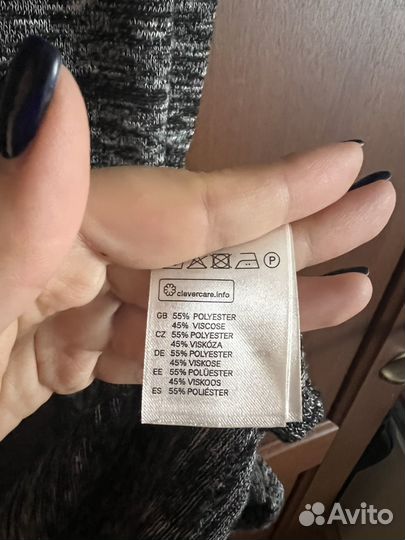 P
clevercare.info
GB 55% POLYESTER
45% VISCOSE
CZ 55% POLYESTER
45% VISKÓZA
DE 55% POLYESTER
45% VISKOSE
EE 55% POLÜESTER
45% VISKOOS
ES 55% POLIÉSTER
Avito